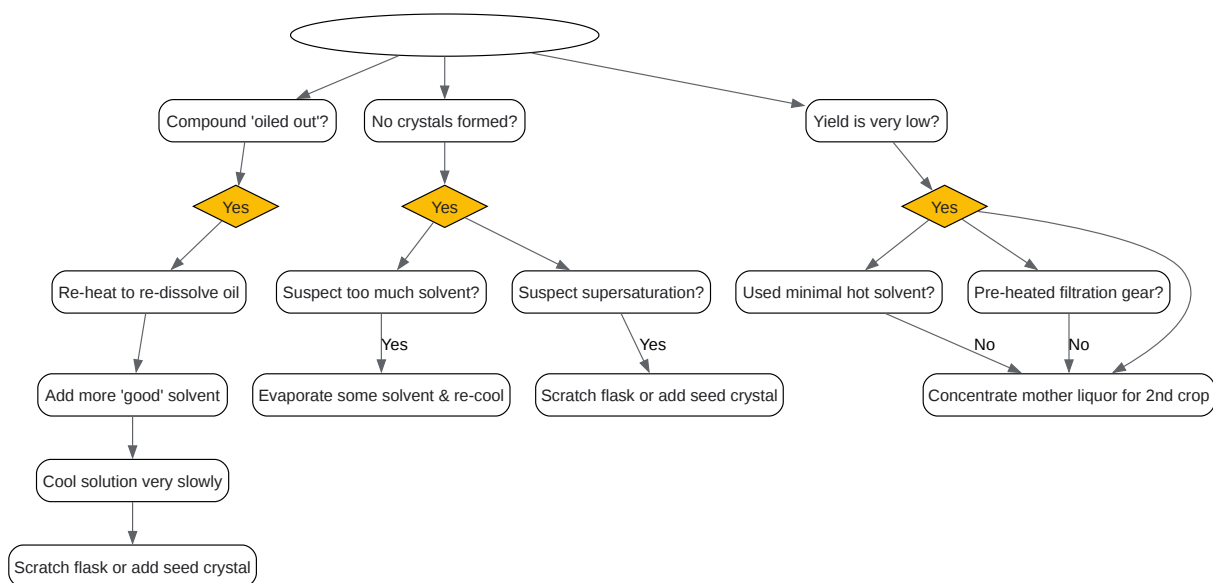 Compound 'oiled out'?
No crystals formed?
Yield is very low?
Yes
Yes
Yes
Re-heat to re-dissolve oil
Suspect too much solvent?
Suspect supersaturation?
Used minimal hot solvent?
Pre-heated filtration gear?
Yes
Yes
No
No
Add more 'good' solvent
Evaporate some solvent & re-cool
Scratch flask or add seed crystal
Concentrate mother liquor for 2nd crop
Cool solution very slowly
Scratch flask or add seed crystal